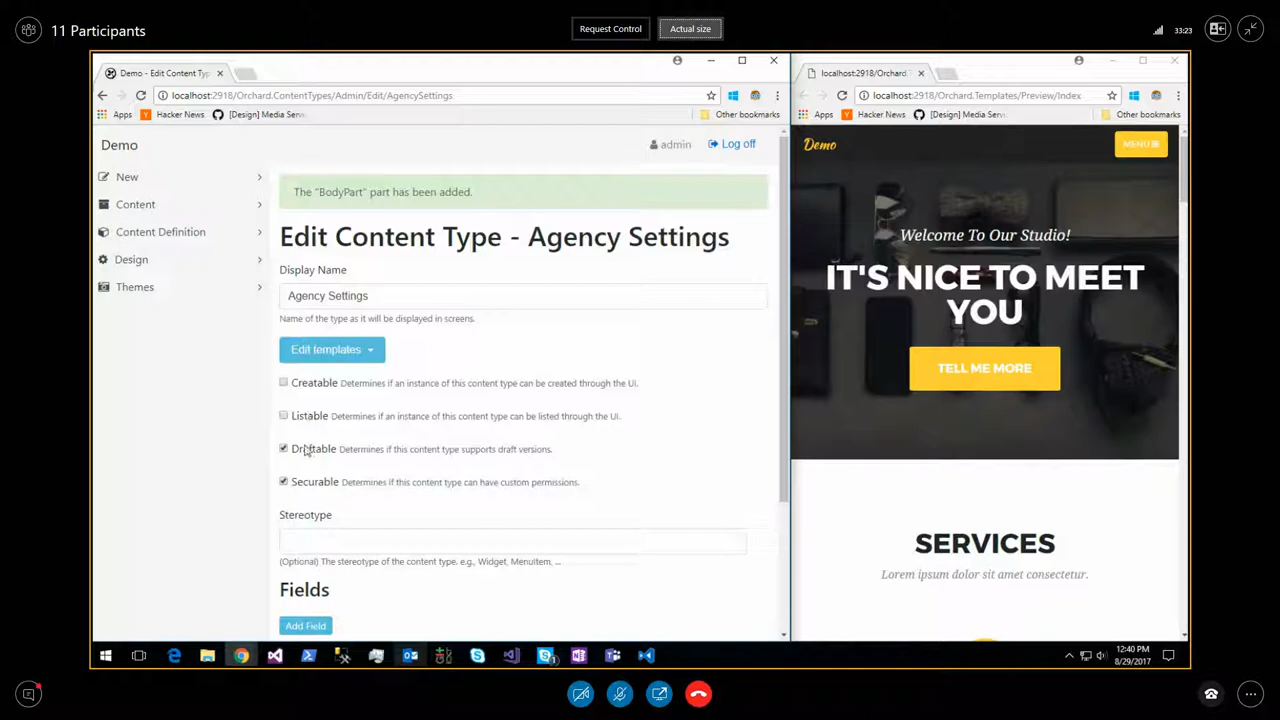 11 Participants
Request Control
Actual size
33:23
Demo - Edit Content Typ
localhost:2918/Orchard.ContentTypes/Admin/Edit/AgencySettings
Apps
Hacker News
[Design] Media Servi
Other bookmarks
Demo
admin
Log off
New
Content
Content Definition
Design
Themes
The "BodyPart" part has been added.
Edit Content Type - Agency Settings
Display Name
Agency Settings
Name of the type as it will be displayed in screens.
Edit templates
Creatable Determines if an instance of this content type can be created through the UI.
Listable Determines if an instance of this content type can be listed through the UI.
Draftable Determines if this content type supports draft versions.
Securable Determines if this content type can have custom permissions.
Stereotype
(Optional) The stereotype of the content type. e.g., Widget, MenuItem, ...
Fields
Add Field
localhost:2918/Orchard.T
localhost:2918/Orchard.Templates/Preview/Index
Apps
Hacker News
[Design] Media Servi
Other bookmarks
Demo
MENU
Welcome To Our Studio!
IT'S NICE TO MEET
YOU
TELL ME MORE
SERVICES
Lorem ipsum dolor sit amet consectetur.
12:40 PM
8/29/2017